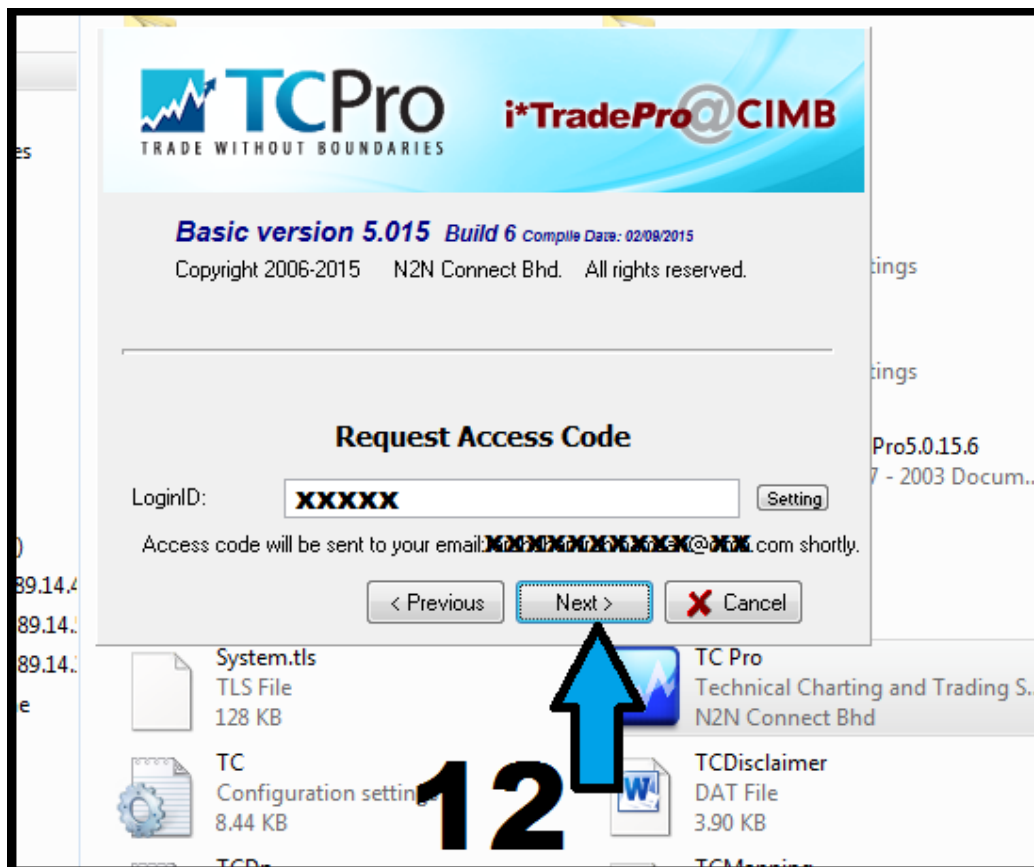 TCPro
TRADE WITHOUT BOUNDARIES
i*TradePro@CIMB
es
Basic version 5.015 Build 6 Compile Date: 02/09/2015
Copyright 2006-2015 N2N Connect Bhd. All rights reserved.
tings
tings
Request Access Code
Pro5.0.15.6
7 - 2003 Docum...
LoginID:
XXXXX
Setting
Access code will be sent to your email: @ .com shortly.
)
89.14.4
89.14.
89.14.
e
< Previous
Next >
Cancel
System.tls
TLS File
128 KB
TC Pro
Technical Charting and Trading S...
N2N Connect Bhd
TC
Configuration settings
8.44 KB
12
TCDisclaimer
DAT File
3.90 KB